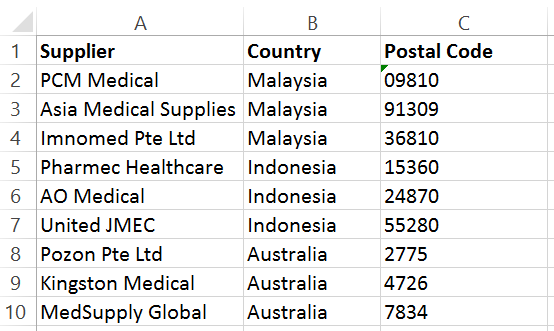 A B C
1 Supplier Country Postal Code
2 PCM Medical Malaysia 09810
3 Asia Medical Supplies Malaysia 91309
4 Imnomed Pte Ltd Malaysia 36810
5 Pharmec Healthcare Indonesia 15360
6 AO Medical Indonesia 24870
7 United JMEC Indonesia 55280
8 Pozon Pte Ltd Australia 2775
9 Kingston Medical Australia 4726
10 MedSupply Global Australia 7834